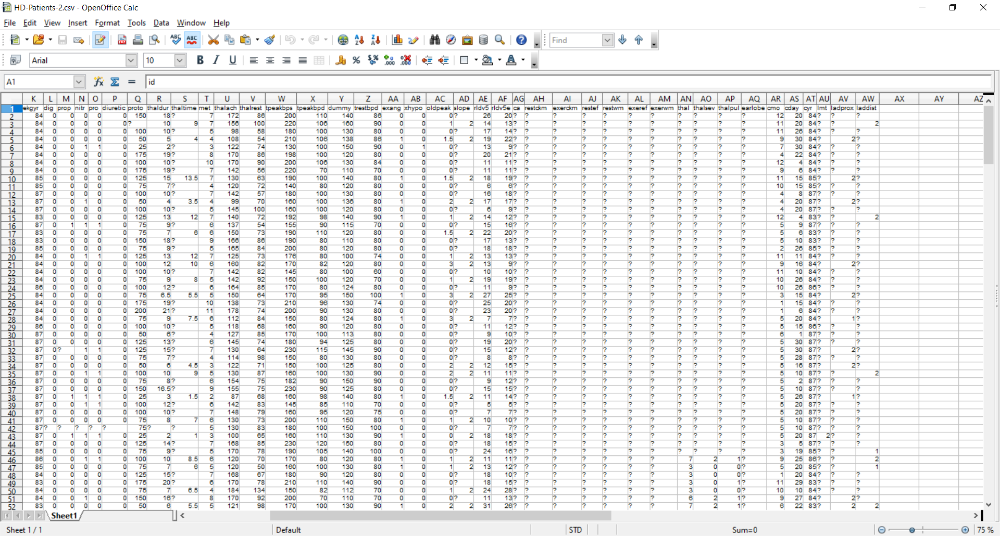 HD-Patients-2.csv - OpenOffice Calc
File Edit View Insert Format Tools Data Window Help
Find
Arial 10
A1 id
K L M N O P Q R S T U V W X Y Z AA AB AC AD AE AF AG AH AI AJ AK AL AM AN AO AP AQ AR AS AT AU AV AW AX AY AZ
1 ekgyr dig prop nitr pro diuretic proto thaldur thaltime met thalach thalrest tpeakbps tpeakbpd dummy trestbpd exang xhypo oldpeak slope rldv5 rldv5e ca restckm exerckm restef restwm exeref exerwm thal thalsev thalpul earlobe cmo cday cyr lmt ladprox laddist
2 84 0 0 0 0 0 150 18 ? 7 172 86 200 110 140 86 0 0 0 ? 26 20 ? ? ? ? ? ? ? ? ? ? ? 12 20 84 ? ? ?
3 84 0 0 0 0 0 ? 10 9 7 156 100 220 106 160 90 0 0 1 2 14 13 ? ? ? ? ? ? ? ? ? ? ? 11 20 84 ? ? 2
4 84 0 0 0 0 0 100 10 ? 5 98 58 180 100 130 80 0 0 0 ? 17 14 ? ? ? ? ? ? ? ? ? ? ? 11 26 84 ? ? ?
5 84 0 0 0 0 0 50 5 4 4 108 54 210 106 138 86 1 0 1.5 2 19 22 ? ? ? ? ? ? ? ? ? ? ? 9 30 84 ? 2 ?
6 84 0 0 1 1 0 25 2 ? 3 122 74 130 100 150 90 0 1 0 ? 13 9 ? ? ? ? ? ? ? ? ? ? ? 7 30 84 ? ? ?
7 84 0 0 0 0 0 175 19 ? 8 170 86 198 100 120 80 0 0 0 ? 20 21 ? ? ? ? ? ? ? ? ? ? ? 4 22 84 ? ? ?
8 84 0 0 0 0 0 100 10 ? 10 170 90 200 106 130 84 0 0 0 ? 11 11 ? ? ? ? ? ? ? ? ? ? ? 12 4 84 ? ? ?
9 84 0 0 0 0 0 175 19 ? 7 142 56 220 70 110 70 0 0 0 ? 11 11 ? ? ? ? ? ? ? ? ? ? ? 9 6 84 ? ? ?
10 85 0 0 0 0 0 125 15 13.5 7 130 63 190 100 140 80 1 0 1.5 2 18 19 ? ? ? ? ? ? ? ? ? ? ? 11 15 85 ? 2 ?
11 85 0 0 0 0 0 75 7 ? 4 120 72 140 80 120 80 0 0 0 ? 6 6 ? ? ? ? ? ? ? ? ? ? ? 10 15 85 ? ? ?
12 87 0 0 0 0 0 100 10 ? 7 142 57 180 100 130 80 0 0 0 ? 16 18 ? ? ? ? ? ? ? ? ? ? ? 4 8 87 ? ? ?
13 87 0 0 1 0 0 50 4 3.5 4 99 70 160 100 136 80 1 0 2 2 17 17 ? ? ? ? ? ? ? ? ? ? ? 4 20 87 ? 2 ?
14 87 0 0 0 0 0 100 10 ? 5 145 100 160 100 120 80 0 0 0 ? 6 9 ? ? ? ? ? ? ? ? ? ? ? 4 20 87 ? ? ?
15 83 0 0 0 0 0 125 13 12 7 140 72 192 98 140 90 1 0 1 2 14 12 ? ? ? ? ? ? ? ? ? ? ? 12 4 83 ? ? 2
16 87 0 1 1 1 0 75 9 ? 6 137 54 155 90 115 70 0 0 0 ? 15 16 ? ? ? ? ? ? ? ? ? ? ? 5 9 87 ? ? ?
17 83 0 0 0 0 0 75 7 6 6 150 73 190 110 120 80 0 0 1.5 2 22 20 ? ? ? ? ? ? ? ? ? ? ? 5 6 83 ? ? ?
18 83 0 0 0 0 0 150 18 ? 9 166 86 190 80 110 80 0 0 0 ? 17 13 ? ? ? ? ? ? ? ? ? ? ? 5 10 83 ? ? ?
19 85 0 0 0 0 0 75 9 ? 5 165 84 200 80 120 80 0 0 0 ? 18 18 ? ? ? ? ? ? ? ? ? ? ? 2 26 85 ? ? ?
20 84 0 0 1 1 0 125 13 12 7 125 73 176 80 100 74 0 0 1 2 13 13 ? ? ? ? ? ? ? ? ? ? ? 11 11 84 ? ? ?
21 84 0 0 0 0 0 100 12 10 6 160 82 170 82 120 80 0 0 3 2 13 9 ? ? ? ? ? ? ? ? ? ? ? 9 16 84 ? 2 ?
22 84 0 0 0 0 0 100 10 ? 7 142 82 145 80 100 60 0 0 0 ? 10 10 ? ? ? ? ? ? ? ? ? ? ? 11 10 84 ? ? ?
23 84 0 0 0 0 0 75 9 8 5 142 92 150 100 120 70 0 0 1 2 19 19 ? ? ? ? ? ? ? ? ? ? ? 10 26 84 ? ? ?
24 86 0 0 0 0 0 100 12 ? 6 164 85 170 80 124 80 0 0 0 ? 11 9 ? ? ? ? ? ? ? ? ? ? ? 10 26 86 ? ? ?
25 84 0 0 0 0 0 75 6.5 5.5 5 150 64 170 95 150 100 1 0 3 2 27 25 ? ? ? ? ? ? ? ? ? ? ? 3 15 84 ? 2 ?
26 84 0 0 0 0 0 175 19 ? 10 138 73 210 96 130 74 0 0 0 ? 25 20 ? ? ? ? ? ? ? ? ? ? ? 1 15 84 ? ? ?
27 84 0 0 0 0 0 200 21 ? 11 178 74 200 90 130 80 0 0 0 ? 23 20 ? ? ? ? ? ? ? ? ? ? ? 1 6 84 ? ? ?
28 84 0 0 0 0 0 75 9 7.5 6 112 84 150 80 124 80 1 0 3 2 7 7 ? ? ? ? ? ? ? ? ? ? ? 5 20 84 ? 1 ?
29 86 0 0 0 0 0 100 10 ? 5 118 68 160 90 120 80 0 0 0 ? 11 12 ? ? ? ? ? ? ? ? ? ? ? 5 15 86 ? ? ?
30 87 0 0 0 0 0 50 6 ? 4 127 85 170 100 113 80 0 0 0 ? 9 10 ? ? ? ? ? ? ? ? ? ? ? 6 1 87 ? ? ?
31 87 0 0 0 0 0 125 13 ? 6 145 74 180 94 125 80 0 0 0 ? 19 20 ? ? ? ? ? ? ? ? ? ? ? 5 30 87 ? ? ?
32 87 0 ? 1 1 0 125 15 ? 7 130 64 230 115 145 90 0 0 0 ? 15 12 ? ? ? ? ? ? ? ? ? ? ? 5 30 87 ? 2 ?
33 87 0 0 0 0 0 75 7 ? 4 114 98 150 80 130 80 0 0 0 ? 8 8 ? ? ? ? ? ? ? ? ? ? ? 5 28 87 ? ? ?
34 87 0 0 0 0 0 50 6 4.5 3 122 71 150 100 125 80 0 0 2 2 12 15 ? ? ? ? ? ? ? ? ? ? ? 5 16 87 ? 2 ?
35 87 0 0 1 1 0 100 10 9 5 130 87 160 100 130 90 0 0 2 2 11 11 ? ? ? ? ? ? ? ? ? ? ? 5 10 87 ? ? 2
36 87 0 0 0 0 0 75 8 ? 6 154 75 182 90 150 90 0 0 0 ? 9 12 ? ? ? ? ? ? ? ? ? ? ? 5 2 87 ? ? ?
37 87 0 0 0 0 0 150 16.5 ? 9 155 75 230 90 125 80 0 0 0 ? 15 15 ? ? ? ? ? ? ? ? ? ? ? 5 10 87 ? ? ?
38 87 0 1 1 1 0 25 3 1.5 2 87 68 160 98 140 80 1 0 1.5 2 11 14 ? ? ? ? ? ? ? ? ? ? ? 5 26 87 ? 1 ?
39 87 0 0 1 1 0 100 12 ? 6 142 83 145 85 110 70 0 0 0 ? 5 5 ? ? ? ? ? ? ? ? ? ? ? 5 20 87 ? ? ?
40 87 0 0 0 0 0 100 10 ? 7 148 79 160 95 120 75 0 0 0 ? 7 7 ? ? ? ? ? ? ? ? ? ? ? 5 20 87 ? ? ?
41 87 0 0 0 0 0 75 8 7 6 130 73 200 110 150 80 1 0 1 2 10 10 ? ? ? ? ? ? ? ? ? ? ? 5 10 87 ? ? ?
42 87 ? ? ? ? ? 75 ? ? 5 130 83 180 100 150 100 0 0 0 ? 7 7 ? ? ? ? ? ? ? ? ? ? ? 5 10 87 ? ? ?
43 87 0 1 1 1 0 25 2 1 3 100 65 160 110 130 90 1 0 0 2 18 18 ? ? ? ? ? ? ? ? ? ? ? 5 20 87 2 ? ?
44 87 0 0 0 0 0 125 14 ? 7 168 85 230 120 150 80 0 0 0 ? 18 15 ? ? ? ? ? ? ? ? ? ? ? 3 5 87 ? ? ?
45 85 0 0 0 0 0 75 9 ? 5 170 78 190 105 140 100 0 0 0 ? 24 16 ? ? ? ? ? ? ? ? ? ? ? 3 19 85 ? ? 1
46 86 0 0 1 1 0 100 10 8.5 6 120 70 170 80 120 80 1 0 1 2 11 11 ? ? ? ? ? ? ? 7 2 1 ? 9 25 86 ? ? 2
47 85 0 0 0 0 0 75 7 6 5 120 50 160 100 130 80 1 0 1 2 13 12 ? ? ? ? ? ? ? 3 0 0 ? 5 20 85 ? ? 1
48 84 0 0 0 0 0 125 15 ? 7 168 67 180 90 120 80 0 0 0 ? 18 10 ? ? ? ? ? ? ? 3 0 0 ? 1 20 84 ? ? ?
49 83 0 0 0 0 0 175 20 ? 6 170 78 210 110 140 90 0 0 0 ? 18 15 ? ? ? ? ? ? ? 3 0 1 ? 11 29 83 ? ? ?
50 84 0 0 0 0 0 75 7 6.5 4 184 134 150 82 112 70 0 0 1 2 24 28 ? ? ? ? ? ? ? 3 0 0 ? 10 10 84 ? ? ?
51 84 0 0 1 0 0 150 16 ? 8 170 92 200 70 110 70 0 0 0 ? 11 13 ? ? ? ? ? ? ? 6 2 1 ? 9 27 84 ? 2 ?
52 83 0 0 0 0 0 50 6 5.5 5 121 98 170 100 130 90 1 0 2 2 31 26 ? ? ? ? ? ? ? 7 2 1 ? 6 22 83 ? 2 2
Sheet1
Sheet 1 / 1 Default STD Sum=0 75 %